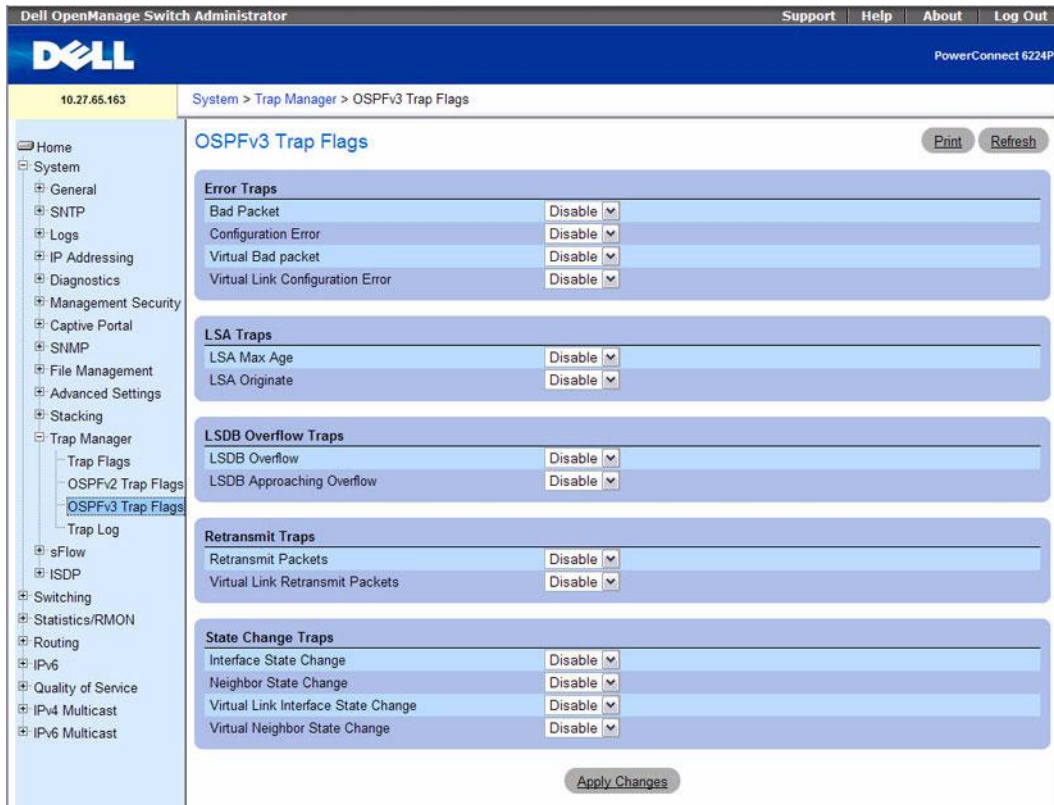 Dell OpenManage Switch Administrator
Support Help About Log Out
DELL
PowerConnect 6224P
10.27.65.163
System > Trap Manager > OSPFv3 Trap Flags
Home
System
General
SNTP
Logs
IP Addressing
Diagnostics
Management Security
Captive Portal
SNMP
File Management
Advanced Settings
Stacking
Trap Manager
Trap Flags
OSPFv2 Trap Flags
OSPFv3 Trap Flags
Trap Log
sFlow
ISDP
Switching
Statistics/RMON
Routing
IPv6
Quality of Service
IPv4 Multicast
IPv6 Multicast
OSPFv3 Trap Flags
Print Refresh
Error Traps
Bad Packet Disable
Configuration Error Disable
Virtual Bad packet Disable
Virtual Link Configuration Error Disable
LSA Traps
LSA Max Age Disable
LSA Originate Disable
LSDB Overflow Traps
LSDB Overflow Disable
LSDB Approaching Overflow Disable
Retransmit Traps
Retransmit Packets Disable
Virtual Link Retransmit Packets Disable
State Change Traps
Interface State Change Disable
Neighbor State Change Disable
Virtual Link Interface State Change Disable
Virtual Neighbor State Change Disable
Apply Changes